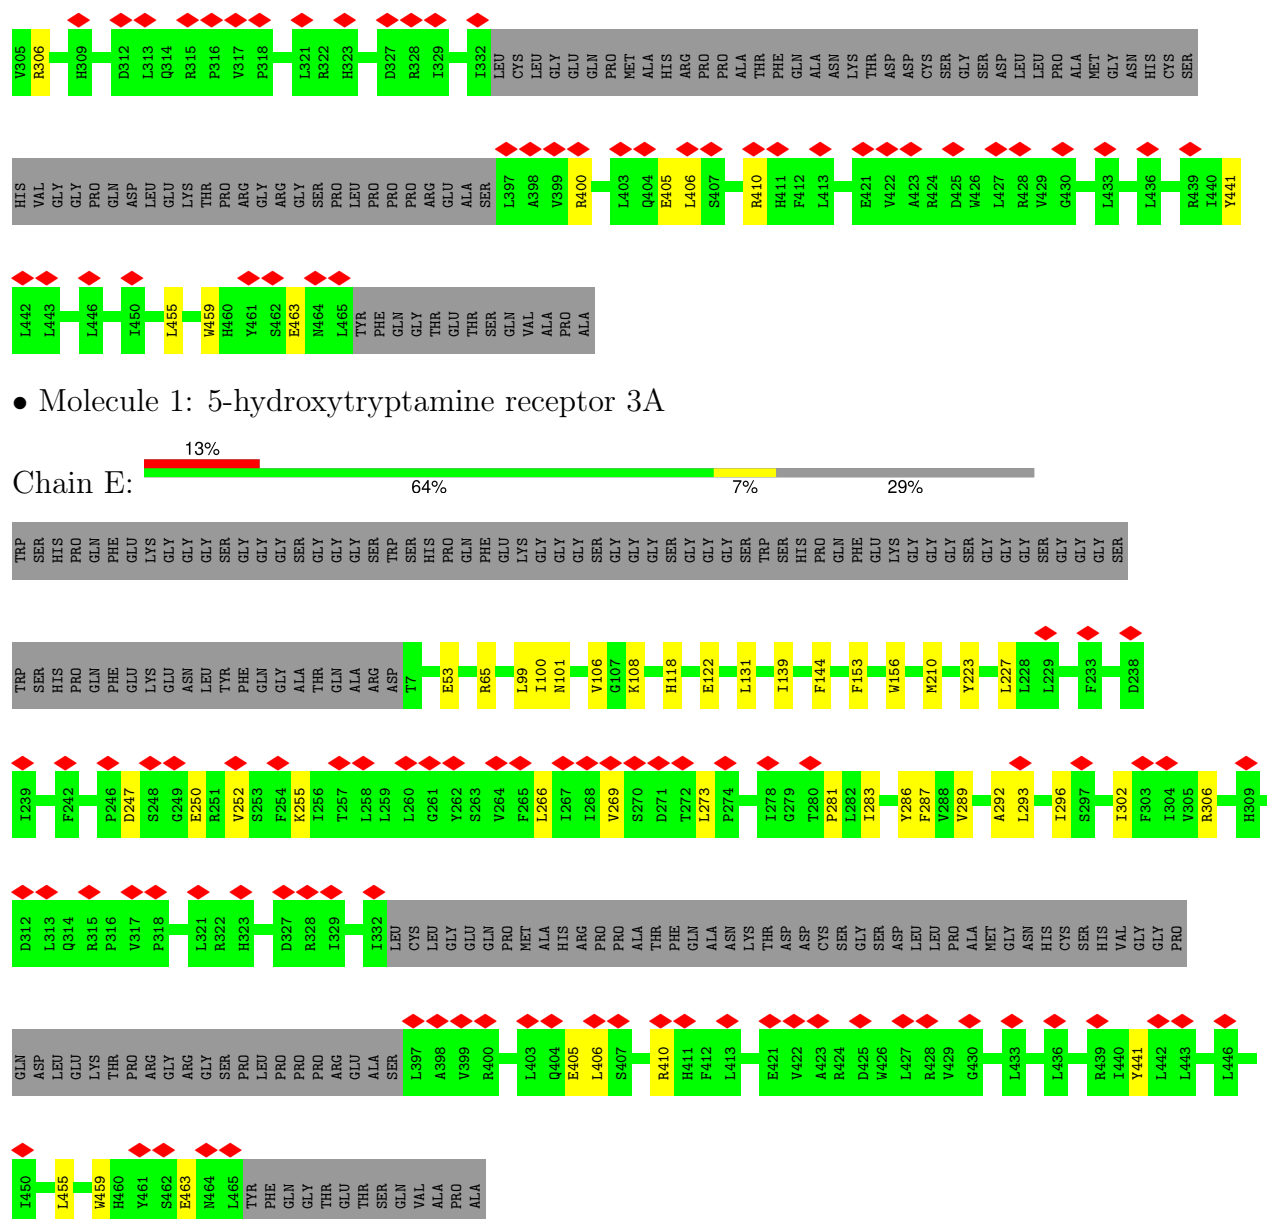 V305 R306 H309 D312 L313 Q314 R315 P316 V317 P318 L321 R322 H323 D327 R328 I329 I332 LEU CYS LEU GLY GLU GLN PRO MET ALA HIS ARG PRO PRO ALA THR PHE GLN ALA ASN LYS THR ASP ASP CYS SER GLY SER ASP LEU LEU PRO ALA MET GLY ASN HIS CYS SER
HIS VAL GLY GLY PRO GLN ASP LEU GLU LYS THR PRO ARG GLY ARG GLY SER PRO LEU PRO PRO PRO ARG GLU ALA SER L397 A398 V399 R400 L403 Q404 E405 L406 S407 R410 H411 F412 L413 E421 V422 A423 R424 D425 W426 L427 R428 V429 G430 L433 L436 R439 I440 Y441
L442 L443 L446 I450 L455 W459 H460 Y461 S462 E463 N464 L465 TYR PHE GLN GLY THR GLU THR SER GLN VAL ALA PRO ALA
• Molecule 1: 5-hydroxytryptamine receptor 3A
13%
Chain E:
64% 7% 29%
TRP SER HIS PRO GLN PHE GLU LYS GLY GLY GLY SER GLY GLY GLY SER GLY GLY GLY SER TRP SER HIS PRO GLN PHE GLU LYS GLY GLY GLY SER GLY GLY GLY SER GLY GLY GLY SER TRP SER HIS PRO GLN PHE GLU LYS GLY GLY GLY SER GLY GLY GLY SER GLY GLY GLY SER
TRP SER HIS PRO GLN PHE GLU LYS GLU ASN LEU TYR PHE GLN GLY ALA THR GLN ALA ARG ASP T7 E53 R65 L99 I100 N101 V106 G107 K108 H118 E122 L131 I139 F144 F153 W156 M210 Y223 L227 L228 L229 F233 D238
I239 F242 P246 D247 S248 G249 E250 R251 V252 S253 F254 K255 I256 T257 L258 L259 L260 G261 Y262 S263 V264 F265 L266 I267 I268 V269 S270 D271 T272 L273 P274 I278 G279 T280 P281 L282 I283 Y286 F287 V288 V289 A292 L293 I296 S297 I302 F303 I304 V305 R306 H309
D312 L313 Q314 R315 P316 V317 P318 L321 R322 H323 D327 R328 I329 I332 LEU CYS LEU GLY GLU GLN PRO MET ALA HIS ARG PRO PRO ALA THR PHE GLN ALA ASN LYS THR ASP ASP CYS SER GLY SER ASP LEU LEU PRO ALA MET GLY ASN HIS CYS SER HIS VAL GLY GLY PRO
GLN ASP LEU GLU LYS THR PRO ARG GLY ARG GLY SER PRO LEU PRO PRO PRO ARG GLU ALA SER L397 A398 V399 R400 L403 Q404 E405 L406 S407 R410 H411 F412 L413 E421 V422 A423 R424 D425 W426 L427 R428 V429 G430 L433 L436 R439 I440 Y441 L442 L443 L446
I450 L455 W459 H460 Y461 S462 E463 N464 L465 TYR PHE GLN GLY THR GLU THR SER GLN VAL ALA PRO ALA